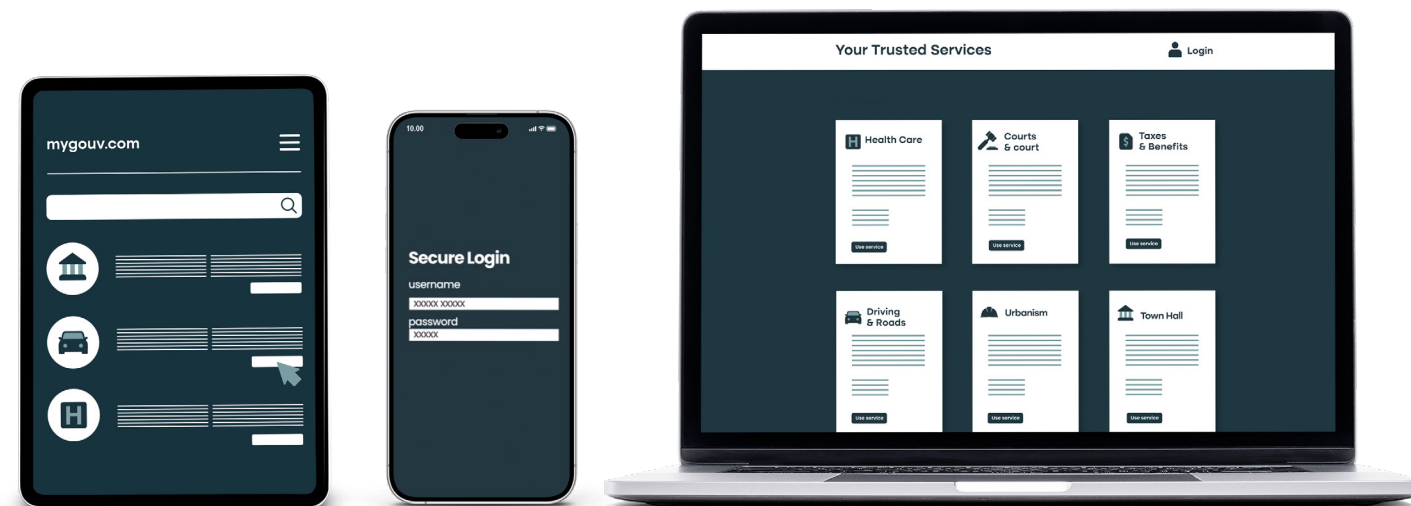 mygouv.com
H
10.00
Secure Login
username
XXXXX XXXXX
password
XXXXX
Your Trusted Services
Login
H Health Care
Courts
& court
$ Taxes
& Benefits
Use service
Use service
Use service
Driving
& Roads
Urbanism
Town Hall
Use service
Use service
Use service